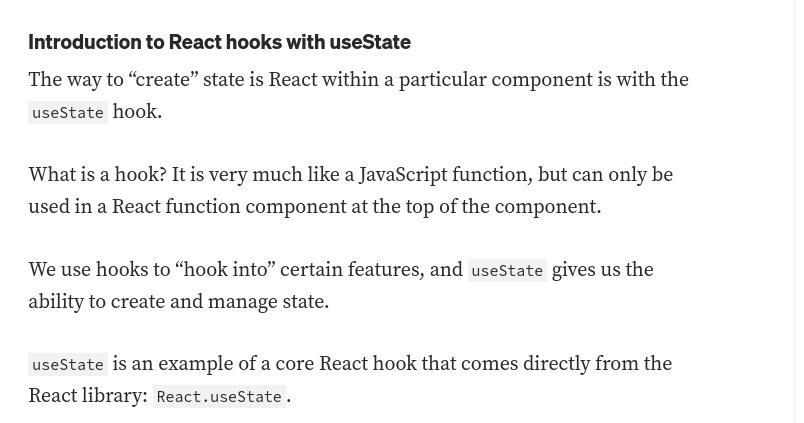 Introduction to React hooks with useState
The way to “create” state is React within a particular component is with the
useState hook.
What is a hook? It is very much like a JavaScript function, but can only be
used in a React function component at the top of the component.
We use hooks to “hook into” certain features, and useState gives us the
ability to create and manage state.
useState is an example of a core React hook that comes directly from the
React library: React.useState.